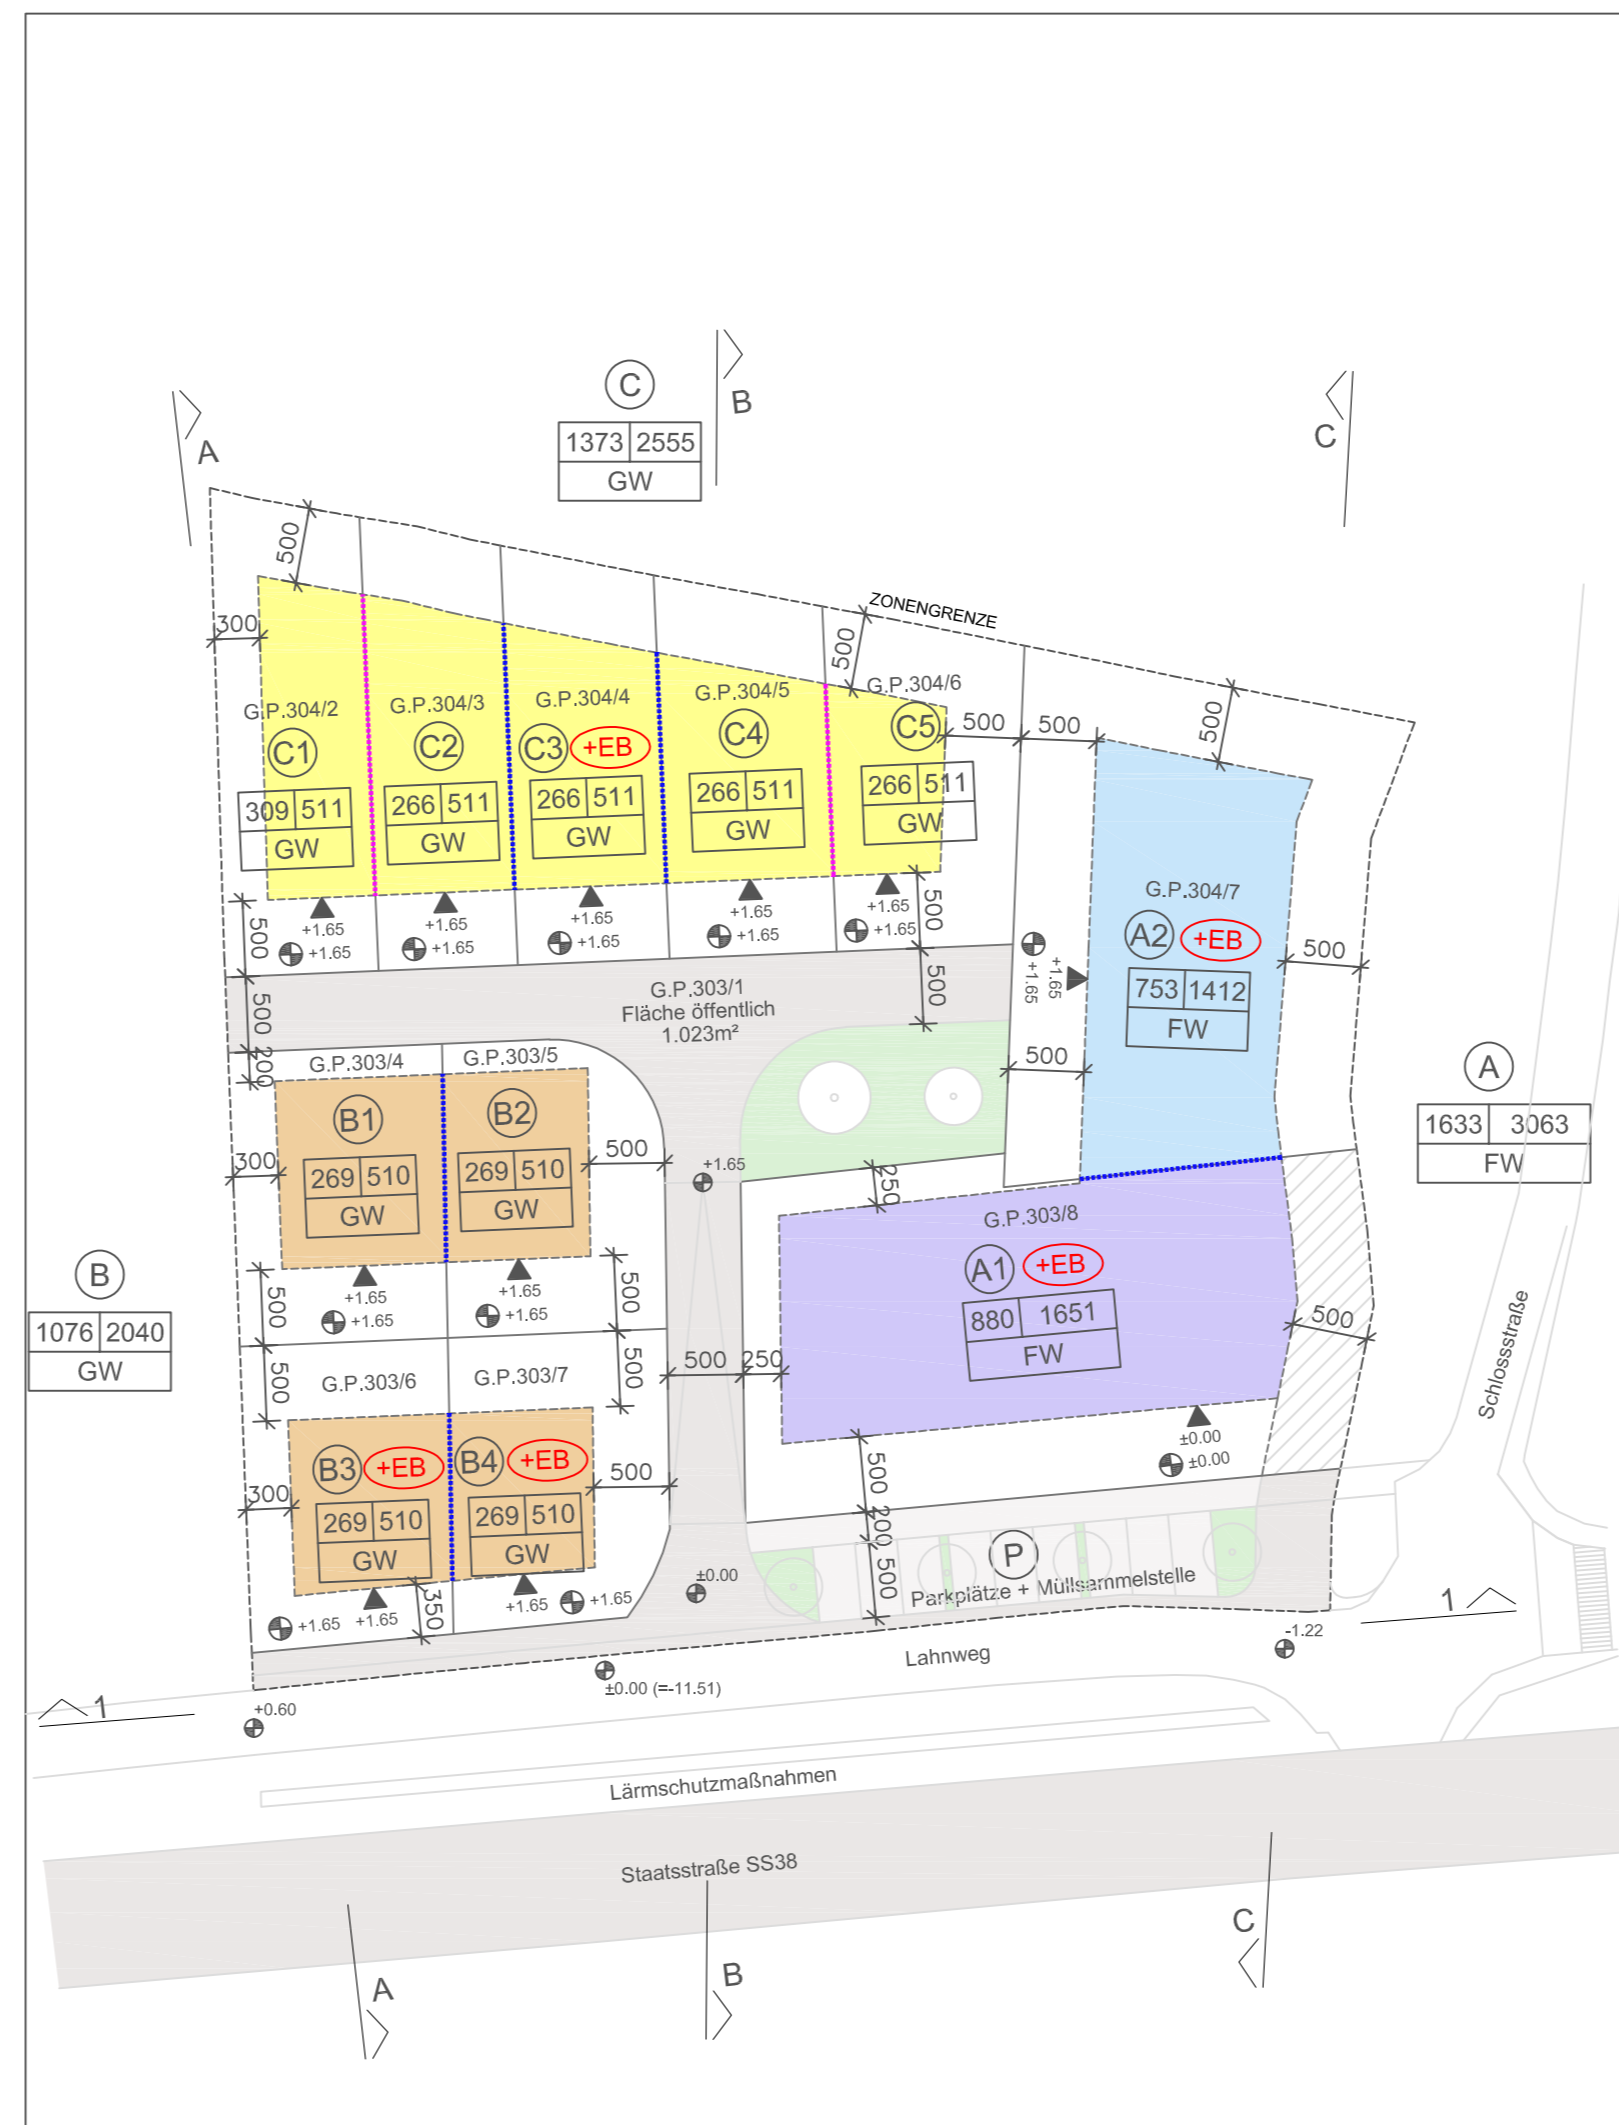 C
B
1373 2555
GW
A
C
500
ZONENGRENZE
300
500
500
G.P.304/2
G.P.304/3
G.P.304/4
G.P.304/5
G.P.304/6
C1
C2
C3 +EB
C4
C5
500 500
309 511
GW
266 511
GW
266 511
GW
266 511
GW
266 511
GW
G.P.304/7
A2 +EB
753 1412
FW
500
+1.65
+1.65
+1.65
+1.65
+1.65
+1.65
+1.65
+1.65
+1.65
+1.65
500
500
+1.65
+1.65
500
500
G.P.303/1
Fläche öffentlich
1.023m²
200
G.P.303/4
G.P.303/5
500
A
1633 3063
FW
B1
B2
300
269 510
GW
269 510
GW
500
+1.65
250
G.P.303/8
A1 +EB
880 1651
FW
500
B
1076 2040
GW
500
+1.65
+1.65
+1.65
+1.65
500
500
G.P.303/6
G.P.303/7
500
500 250
Schlossstraße
B3 +EB
B4 +EB
300
269 510
GW
269 510
GW
500
±0.00
±0.00
500
200
500
P
Parkplätze + Müllsammelstelle
±0.00
+1.65
+1.65
350
+1.65
+1.65
1
-1.22
Lahnweg
±0.00 (=-11.51)
1
+0.60
Lärmschutzmaßnahmen
Staatsstraße SS38
A
B
C